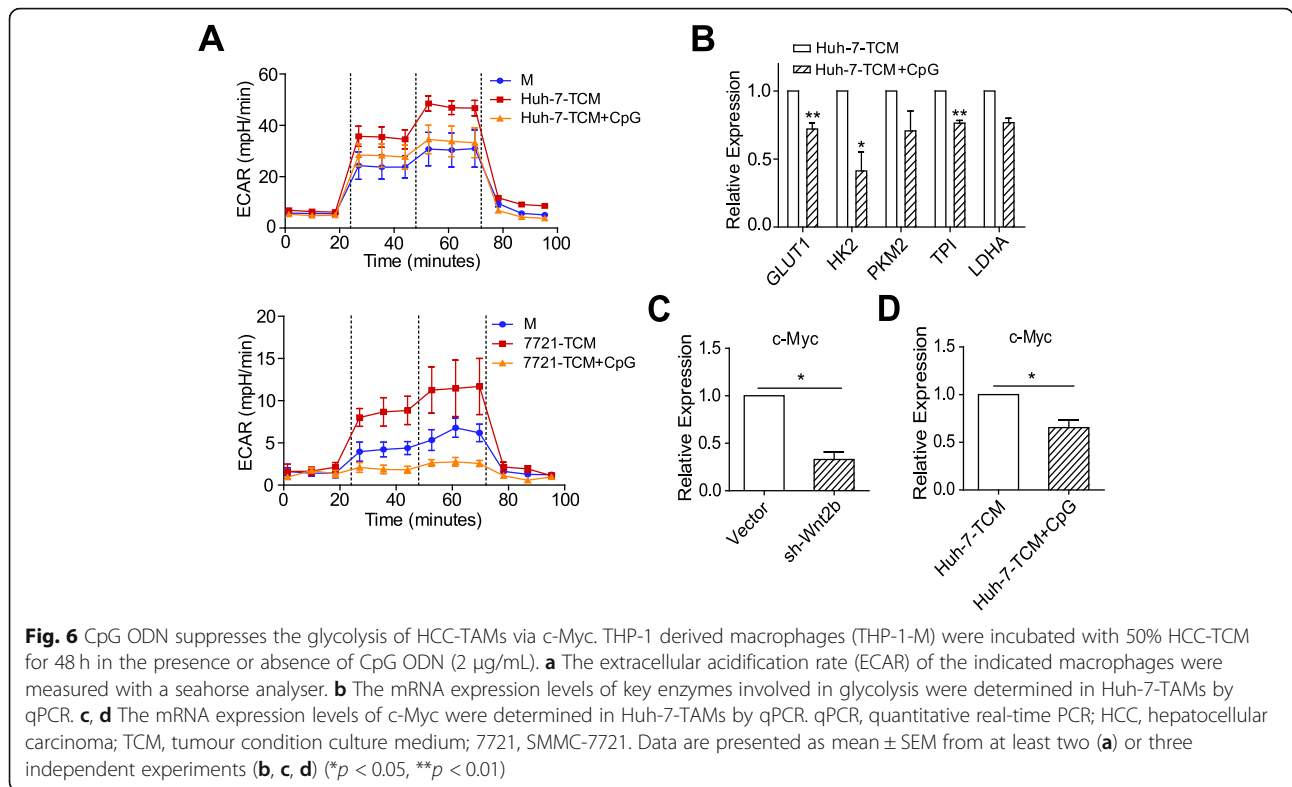 A
60
40
20
0
ECAR (mpH/min)
M
Huh-7-TCM
Huh-7-TCM+CpG
0 20 40 60 80 100
Time (minutes)
20
15
10
5
0
ECAR (mpH/min)
M
7721-TCM
7721-TCM+CpG
0 20 40 60 80 100
Time (minutes)
B
Huh-7-TCM
Huh-7-TCM+CpG
1.0
0.5
0.0
Relative Expression
** * **
GLUT1 HK2 PKM2 TPI LDHA
C
c-Myc
1.5
1.0
0.5
0.0
Relative Expression
*
Vector sh-Wnt2b
D
c-Myc
1.5
1.0
0.5
0.0
Relative Expression
*
Huh-7-TCM Huh-7-TCM+CpG
Fig. 6 CpG ODN suppresses the glycolysis of HCC-TAMs via c-Myc. THP-1 derived macrophages (THP-1-M) were incubated with 50% HCC-TCM
for 48 h in the presence or absence of CpG ODN (2 μg/mL). a The extracellular acidification rate (ECAR) of the indicated macrophages were
measured with a seahorse analyser. b The mRNA expression levels of key enzymes involved in glycolysis were determined in Huh-7-TAMs by
qPCR. c, d The mRNA expression levels of c-Myc were determined in Huh-7-TAMs by qPCR. qPCR, quantitative real-time PCR; HCC, hepatocellular
carcinoma; TCM, tumour condition culture medium; 7721, SMMC-7721. Data are presented as mean ± SEM from at least two (a) or three
independent experiments (b, c, d) (*p < 0.05, **p < 0.01)